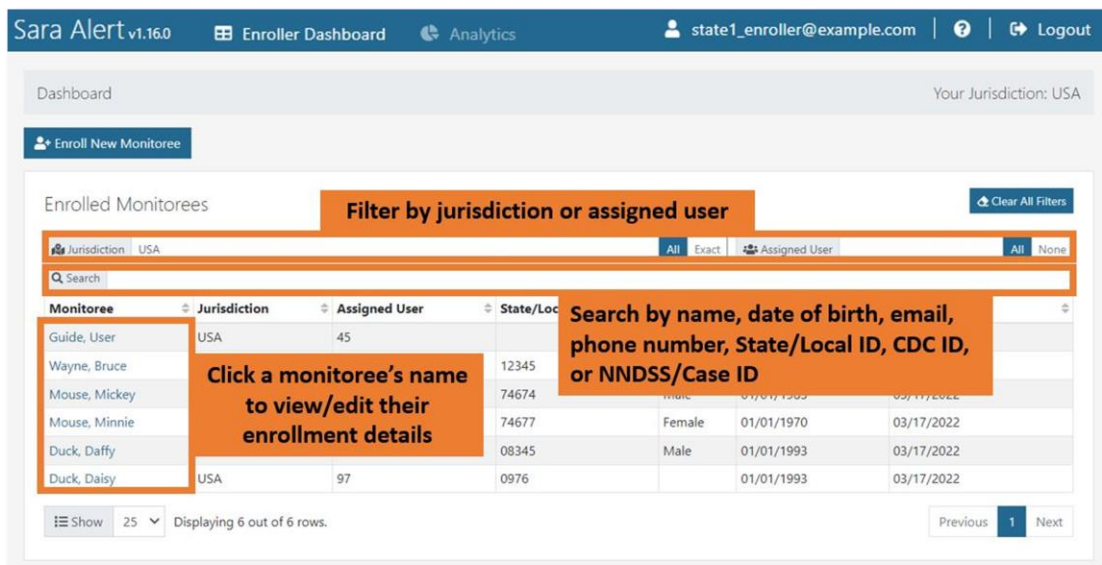 Sara Alert v1.16.0 Enroller Dashboard Analytics state1_enroller@example.com Logout
Dashboard Your Jurisdiction: USA
Enroll New Monitoree
Enrolled Monitorees Clear All Filters
Filter by jurisdiction or assigned user
Jurisdiction USA All Exact Assigned User All None
Search
Monitoree Jurisdiction Assigned User State/Loc
Search by name, date of birth, email,
phone number, State/Local ID, CDC ID,
or NNDSS/Case ID
Guide, User USA 45
Wayne, Bruce 12345
Click a monitoree's name
to view/edit their
enrollment details
Mouse, Mickey 74674
Mouse, Minnie 74677 Female 01/01/1970 03/17/2022
Duck, Daffy 08345 Male 01/01/1993 03/17/2022
Duck, Daisy USA 97 0976 01/01/1993 03/17/2022
Show 25 Displaying 6 out of 6 rows. Previous 1 Next